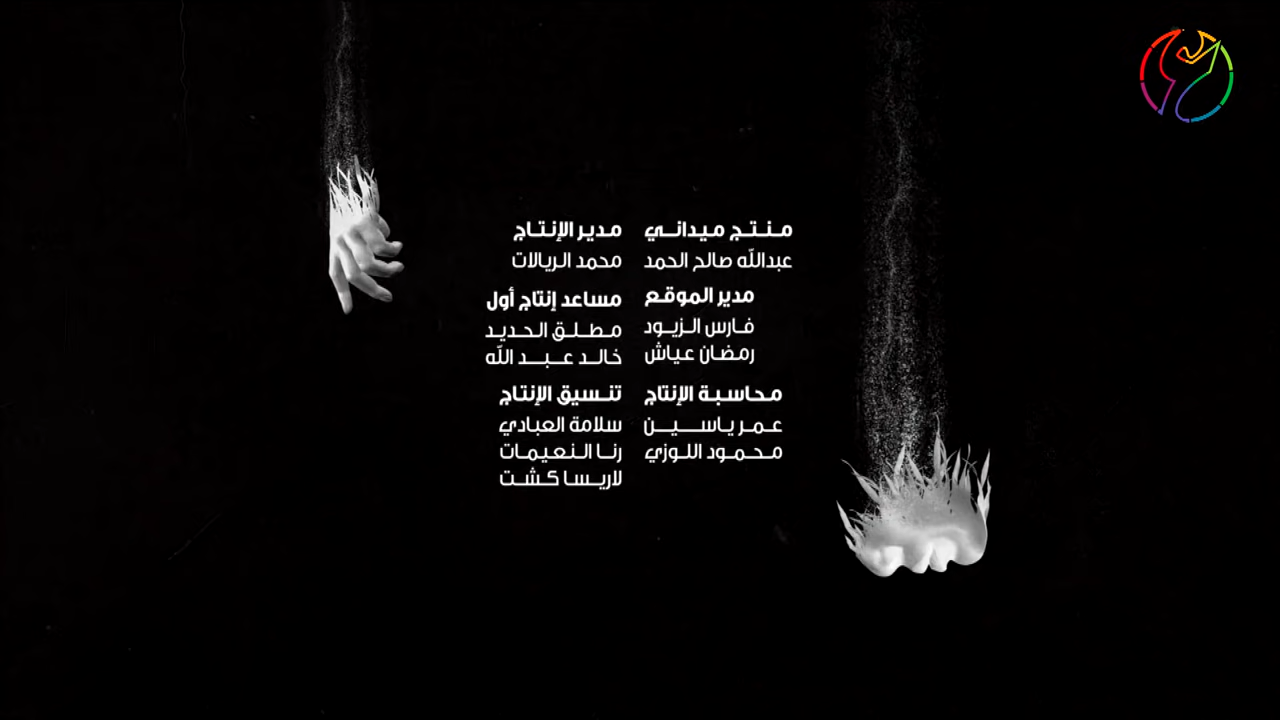 منتج ميداني
عبدالله صالح الحمد
مدير الموقع
فارس الزيود
رمضان عياش
محاسبة الإنتاج
عمر ياسين
محمود اللوزي
مدير الإنتاج
محمد الريالات
مساعد إنتاج أول
مطلق الحديد
خالد عبد الله
تنسيق الإنتاج
سلامة العبادي
رنا النعيمات
لاريسا كشت